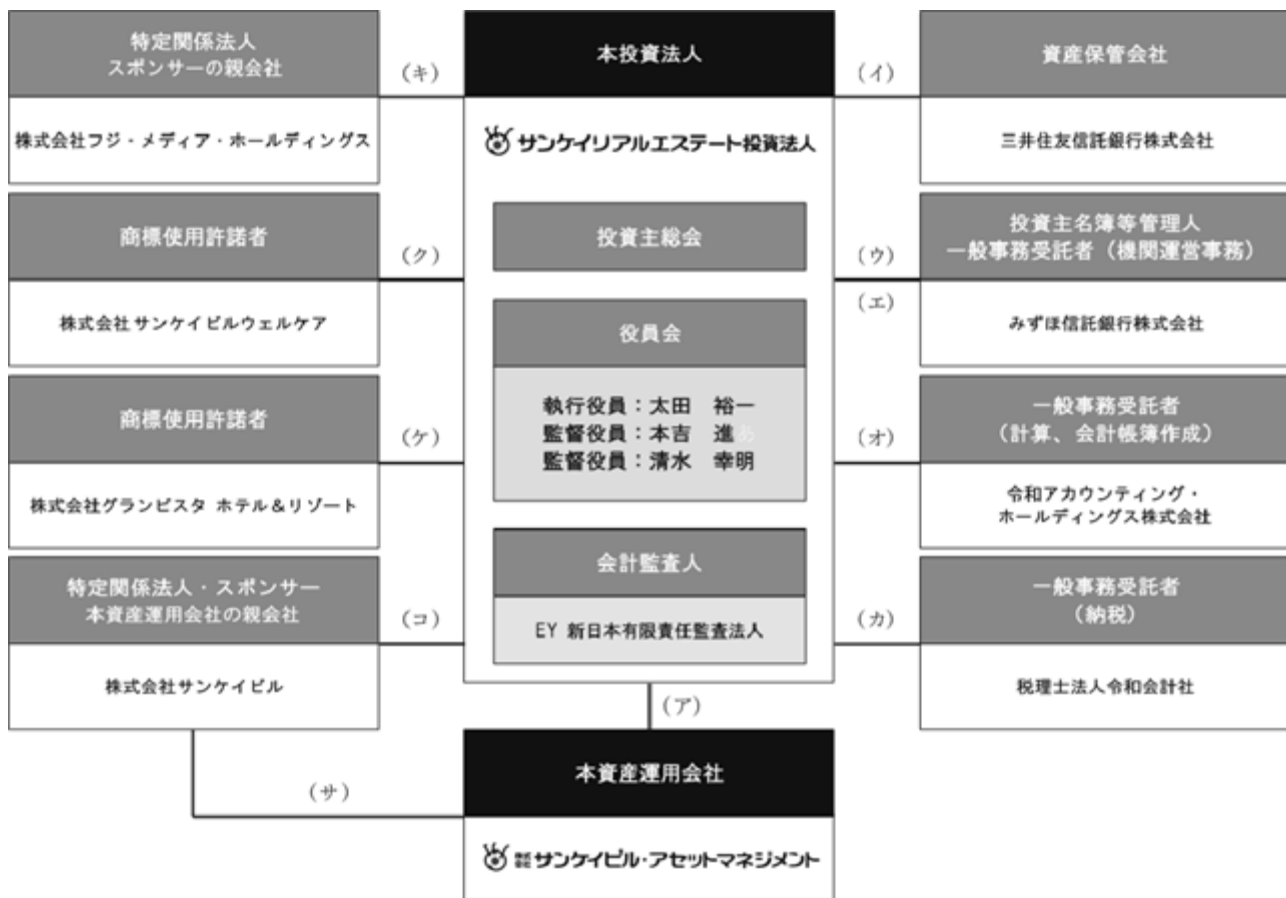 特定関係法人
スポンサーの親会社
株式会社フジ・メディア・ホールディングス
(キ)
商標使用許諾者
株式会社サンケイビルウェルケア
(ク)
商標使用許諾者
株式会社グランビスタ ホテル＆リゾート
(ケ)
特定関係法人・スポンサー
本資産運用会社の親会社
株式会社サンケイビル
(コ)
(サ)
本投資法人
サンケイリアルエステート投資法人
投資主総会
役員会
執行役員：太田 裕一
監督役員：本吉 進あ
監督役員：清水 幸明
会計監査人
EY 新日本有限責任監査法人
(ア)
本資産運用会社
株式会社サンケイビル・アセットマネジメント
(イ)
資産保管会社
三井住友信託銀行株式会社
(ウ)
(エ)
投資主名簿等管理人
一般事務受託者（機関運営事務）
みずほ信託銀行株式会社
(オ)
一般事務受託者
（計算、会計帳簿作成）
令和アカウンティング・
ホールディングス株式会社
(カ)
一般事務受託者
（納税）
税理士法人令和会計社